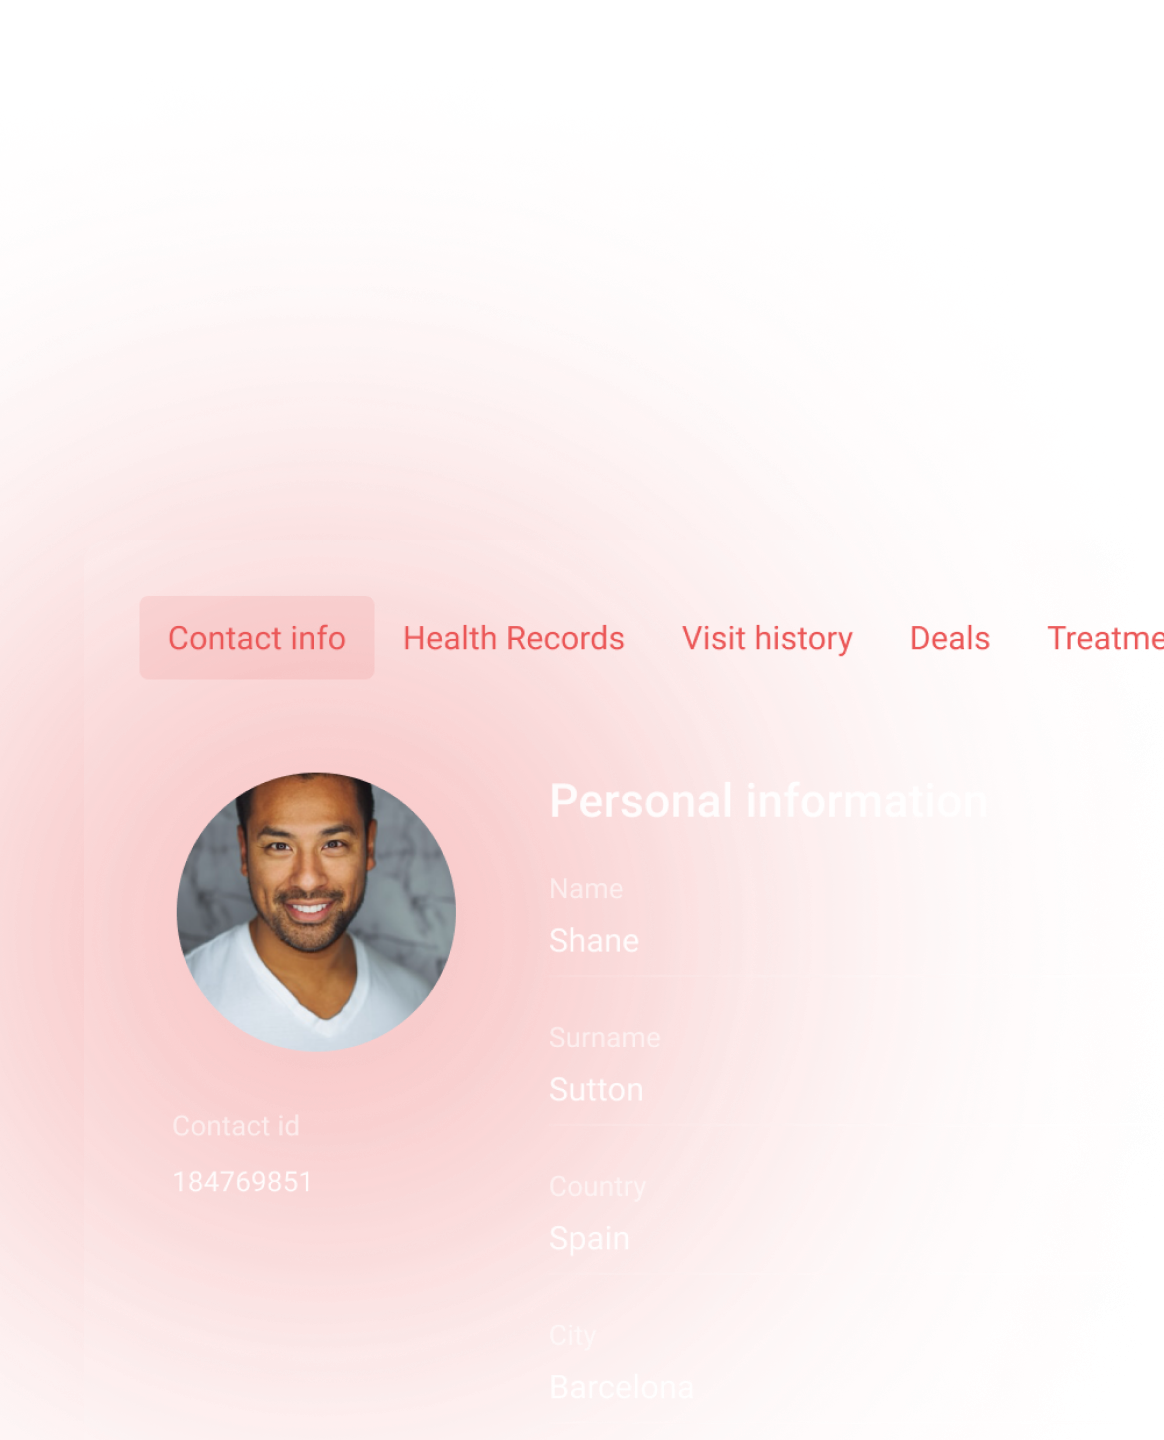 Contact info Health Records Visit history Deals Treatme
Personal information
Name
Shane
Surname
Sutton
Contact id
184769851
Country
Spain
City
Barcelona